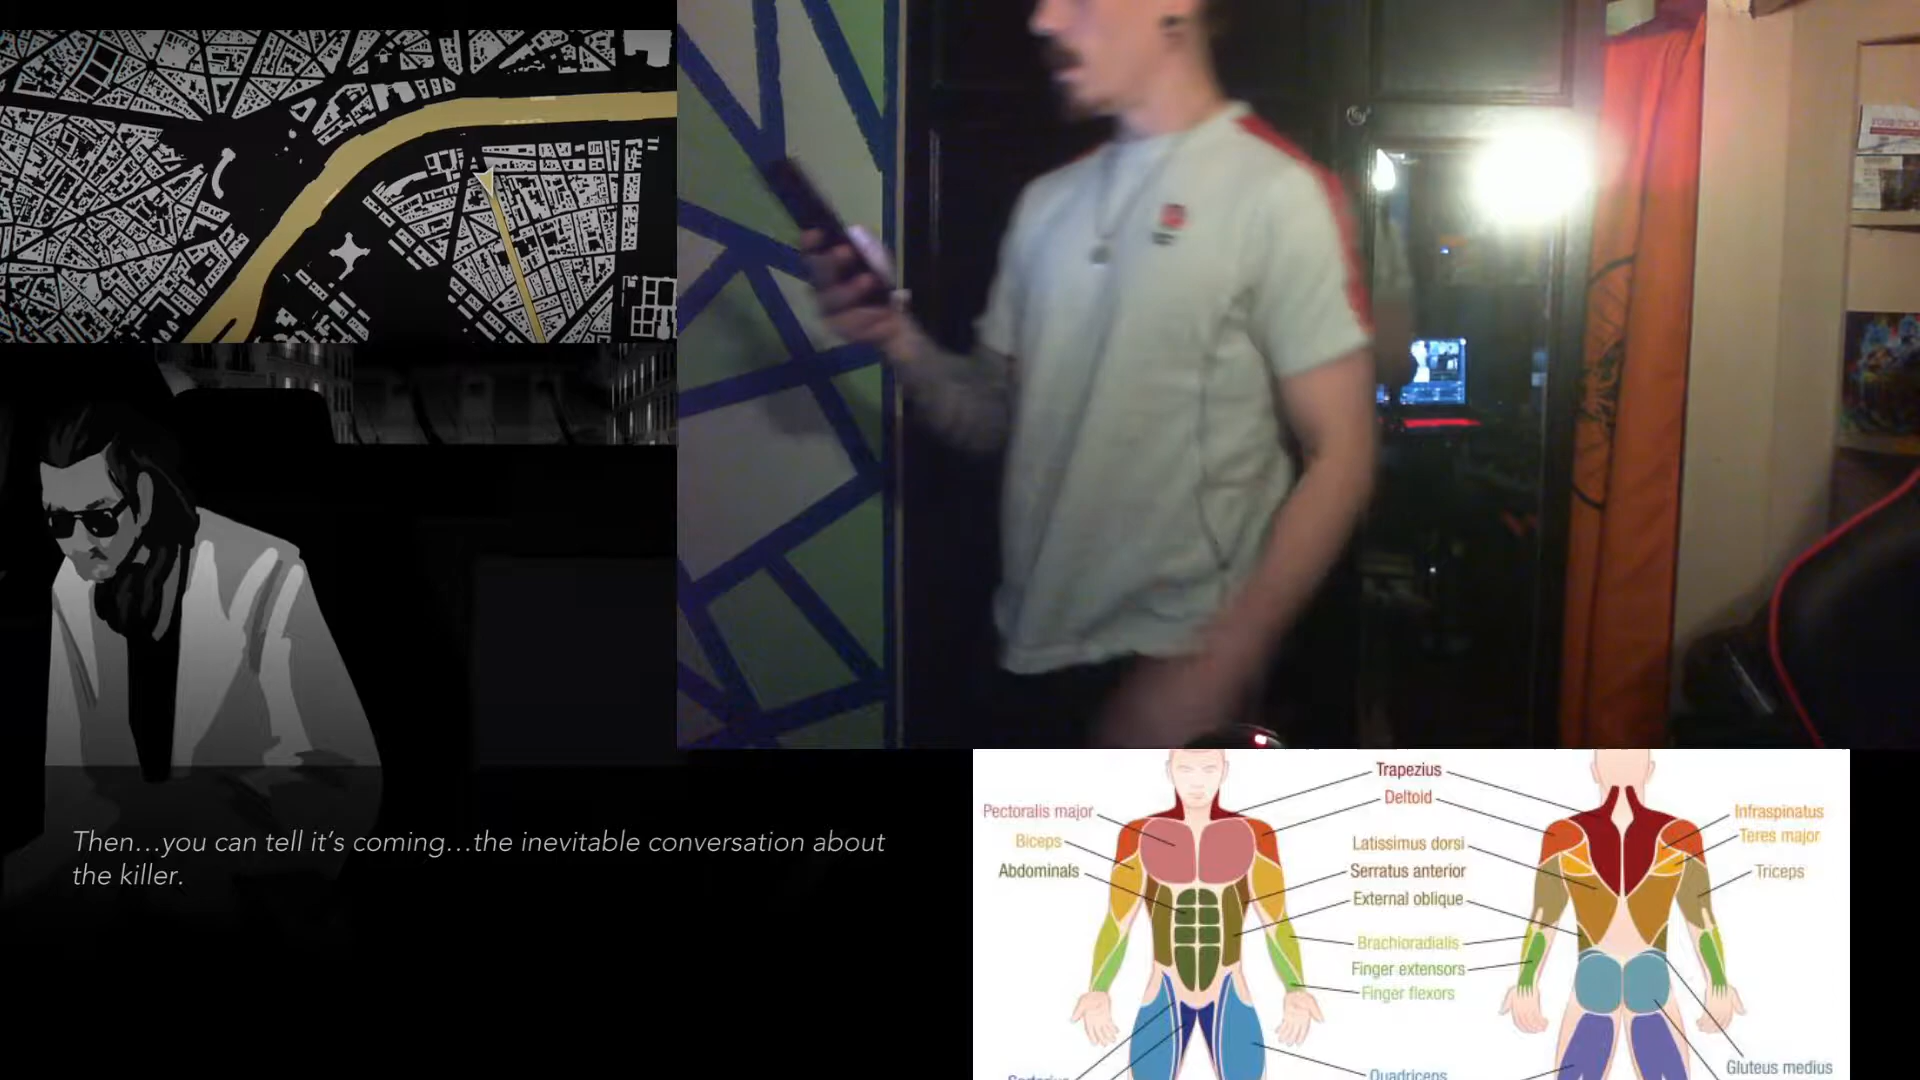 Then...you can tell it's coming...the inevitable conversation about
the killer.
Trapezius
Pectoralis major
Deltoid
Infraspinatus
Biceps
Teres major
Latissimus dorsi
Abdominals
Serratus anterior
Triceps
External oblique
Brachioradialis
Finger extensors
Finger flexors
Gluteus medius
Quadriceps